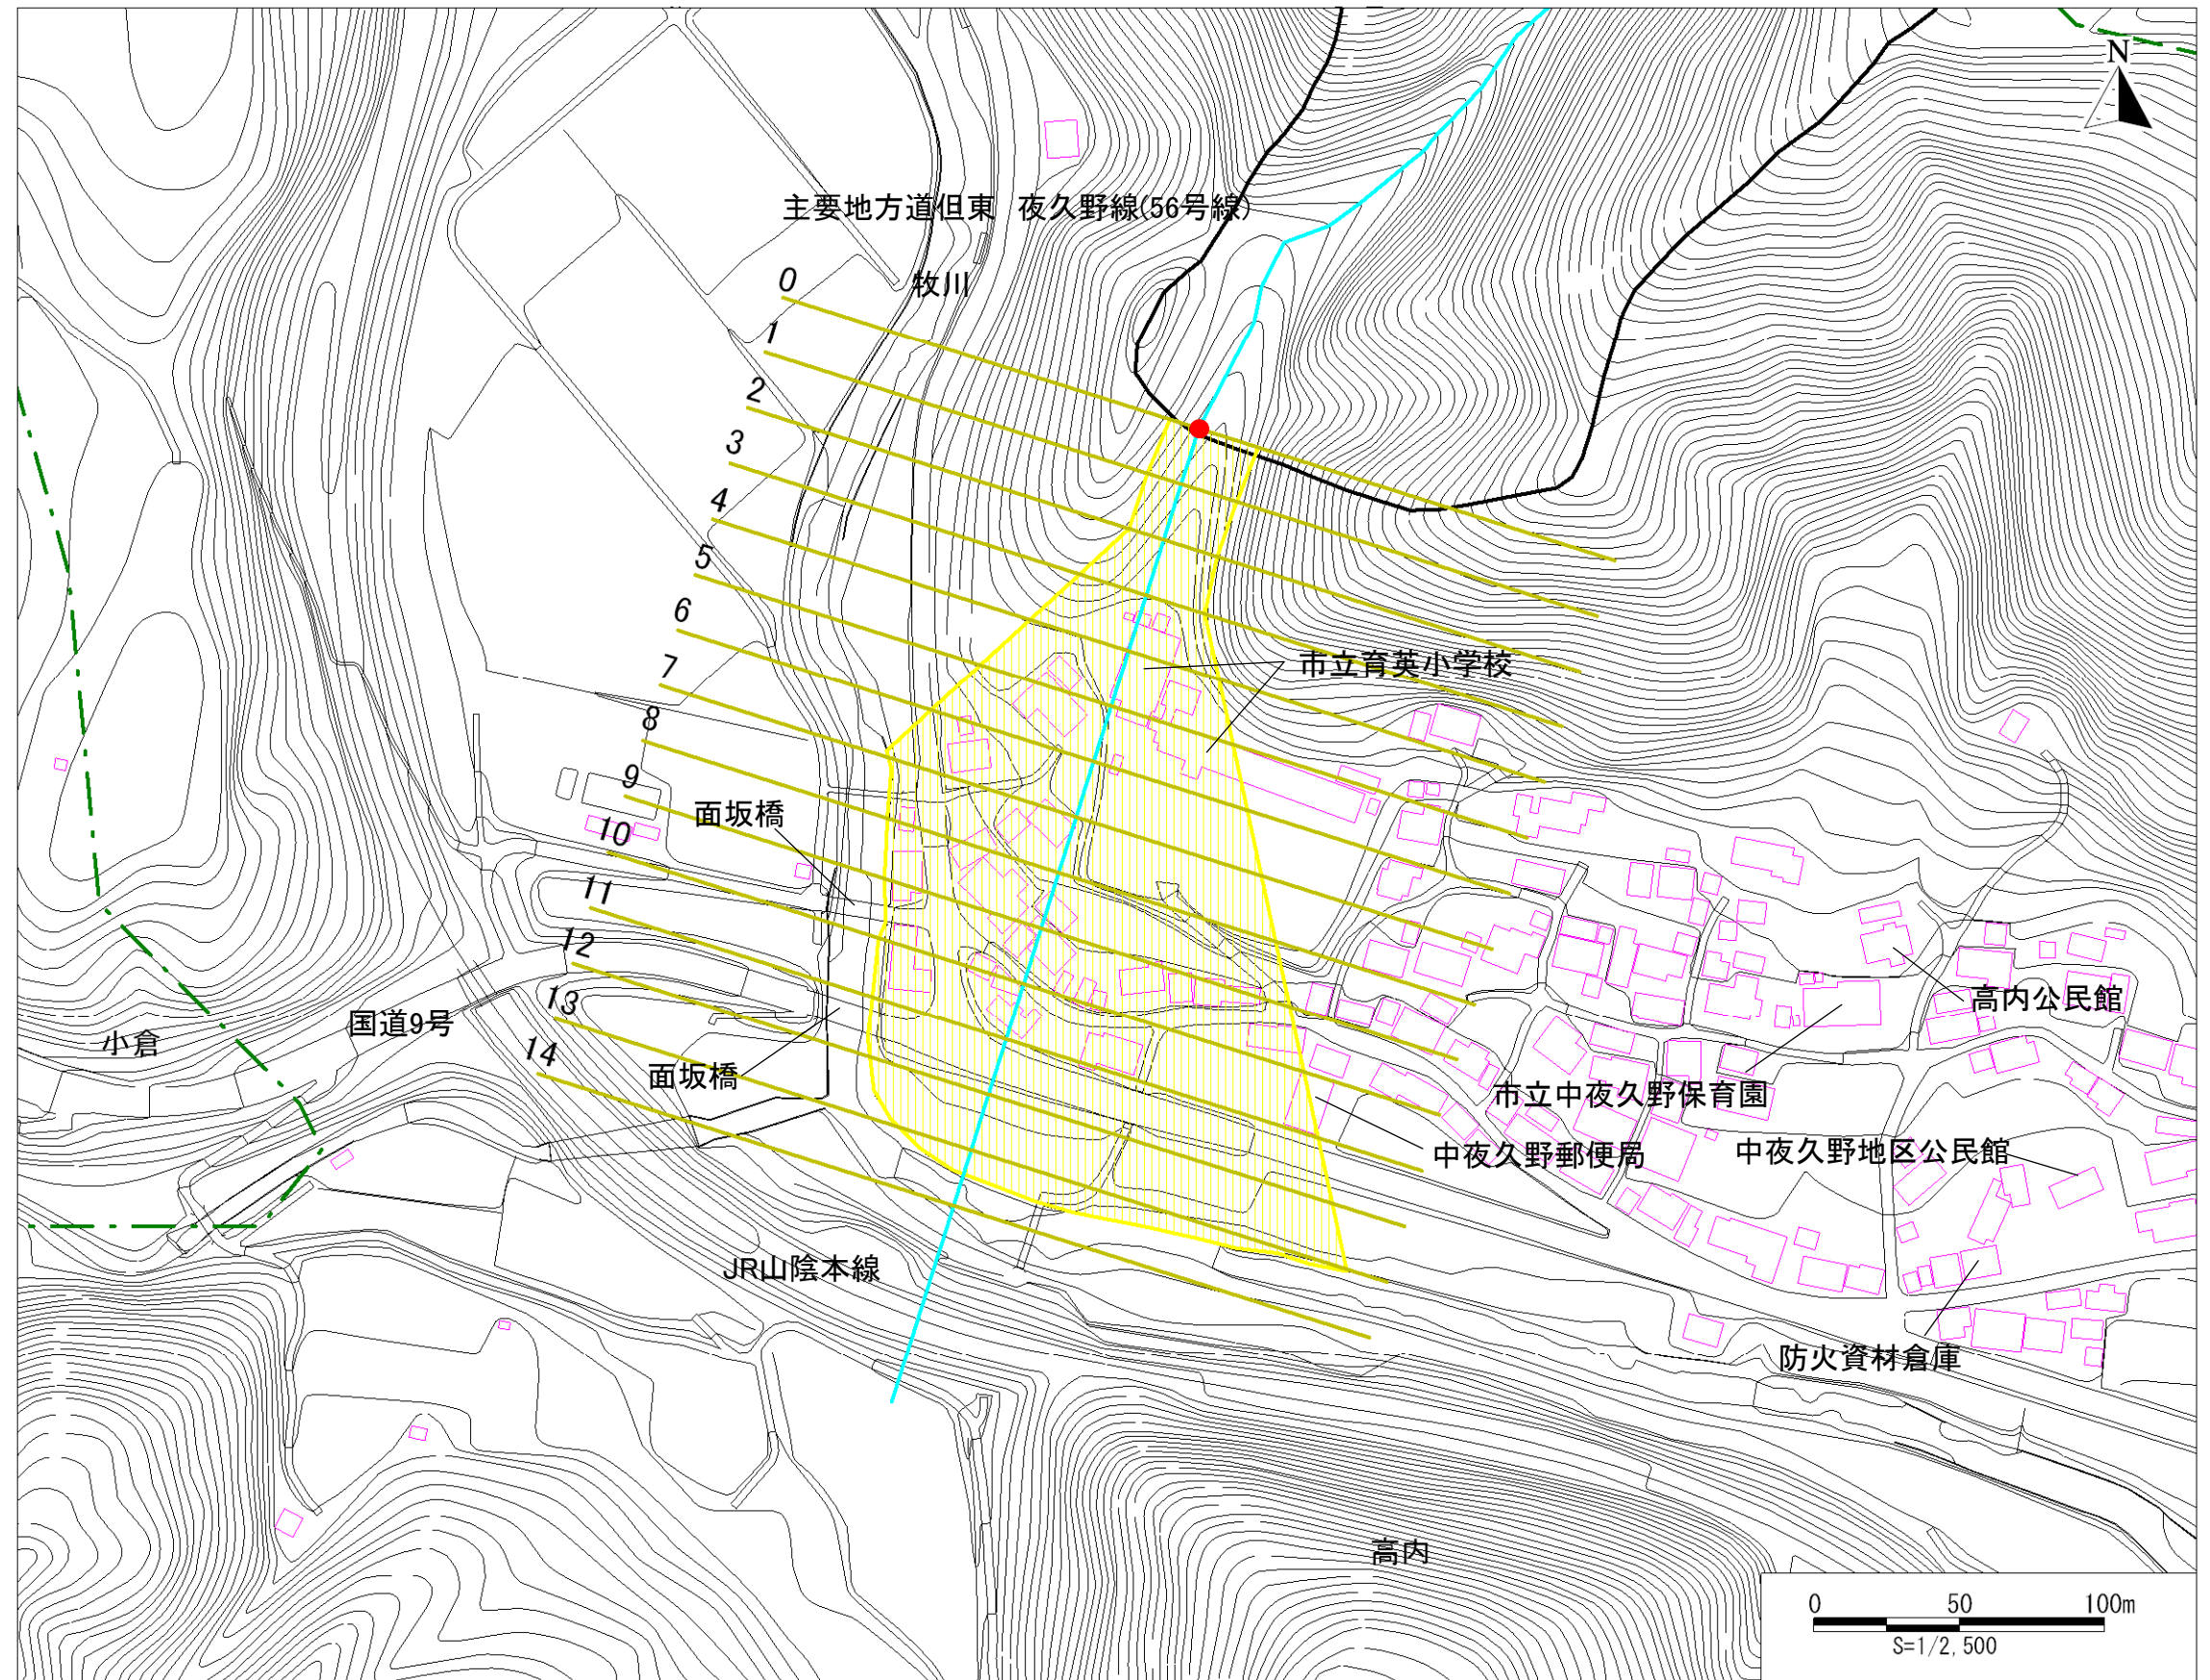 N
主要地方道但東 夜久野線(56号線)
牧川
0
1
2
3
4
5
6
7
8
9
10
11
12
13
14
市立育英小学校
面坂橋
高内公民館
国道9号
小倉
面坂橋
市立中夜久野保育園
中夜久野郵便局
中夜久野地区公民館
JR山陰本線
防火資材倉庫
高内
0 50 100m
S=1/2,500